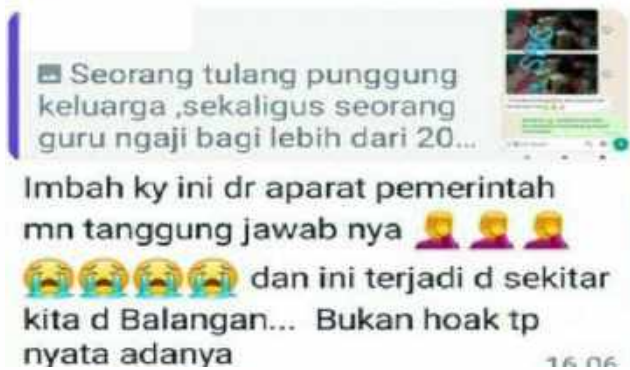 Seorang tulang punggung
keluarga ,sekaligus seorang
guru ngaji bagi lebih dari 20...
Imbah ky ini dr aparat pemerintah
mn tanggung jawab nya 🤦 🤦 🤦
😭😭😭😭 dan ini terjadi d sekitar
kita d Balangan... Bukan hoak tp
nyata adanya
16.06